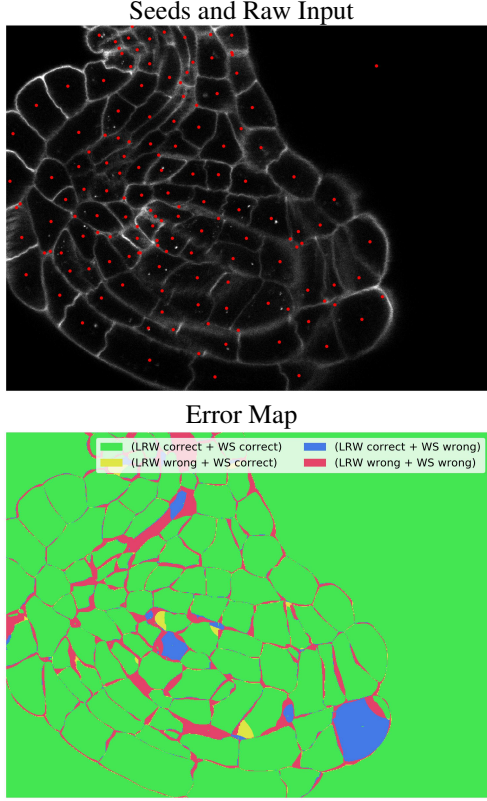 Seeds and Raw Input
Error Map
(LRW correct + WS correct)
(LRW correct + WS wrong)
(LRW wrong + WS correct)
(LRW wrong + WS wrong)